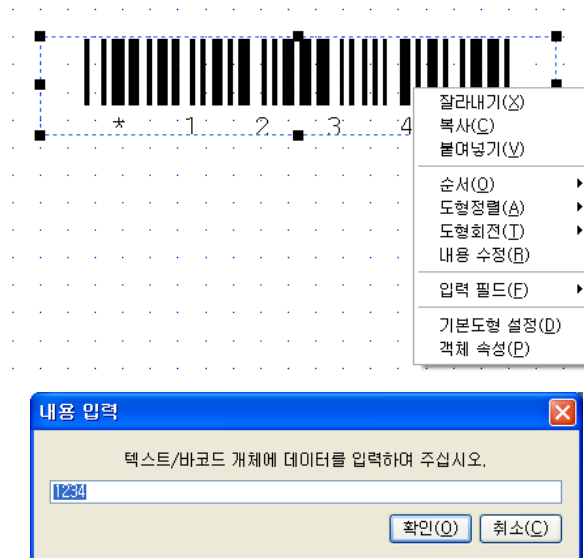 * 1 2 3 4
잘라내기(X)
복사(C)
붙여넣기(V)
순서(O)
도형정렬(A)
도형회전(T)
내용 수정(R)
입력 필드(F)
기본도형 설정(D)
객체 속성(P)
내용 입력
텍스트/바코드 개체에 데이터를 입력하며 주십시오.
1234
확인(O) 취소(C)